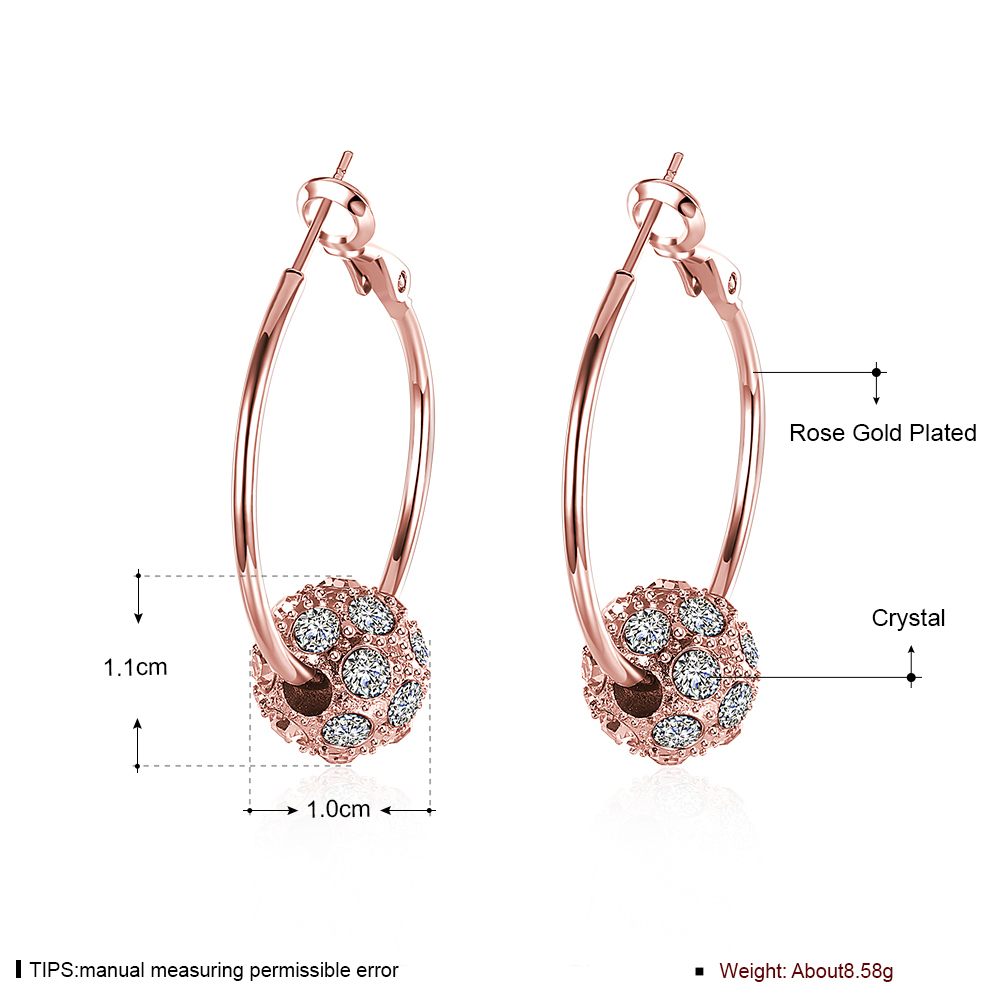 Rose Gold Plated
Crystal
1.1cm
1.0cm
TIPS:manual measuring permissible error
Weight: About8.58g